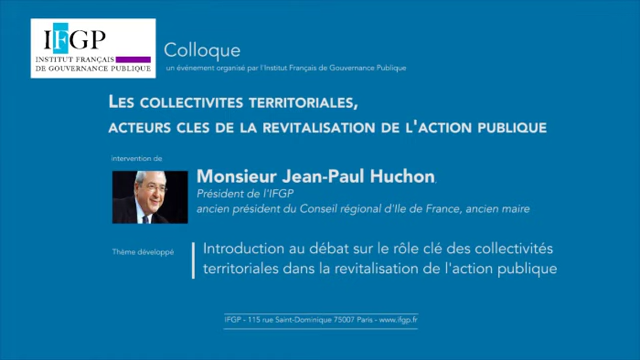 IFGP
INSTITUT FRANÇAIS
DE GOUVERNANCE PUBLIQUE
Colloque
un événement organisé par l'Institut Français de Gouvernance Publique
LES COLLECTIVITES TERRITORIALES,
ACTEURS CLES DE LA REVITALISATION DE L'ACTION PUBLIQUE
intervention de
Monsieur Jean-Paul Huchon,
Président de l'IFGP
ancien président du Conseil régional d'Ile de France, ancien maire
Thème développé
Introduction au débat sur le rôle clé des collectivités
territoriales dans la revitalisation de l'action publique
IFGP - 115 rue Saint-Dominique 75007 Paris - www.ifgp.fr